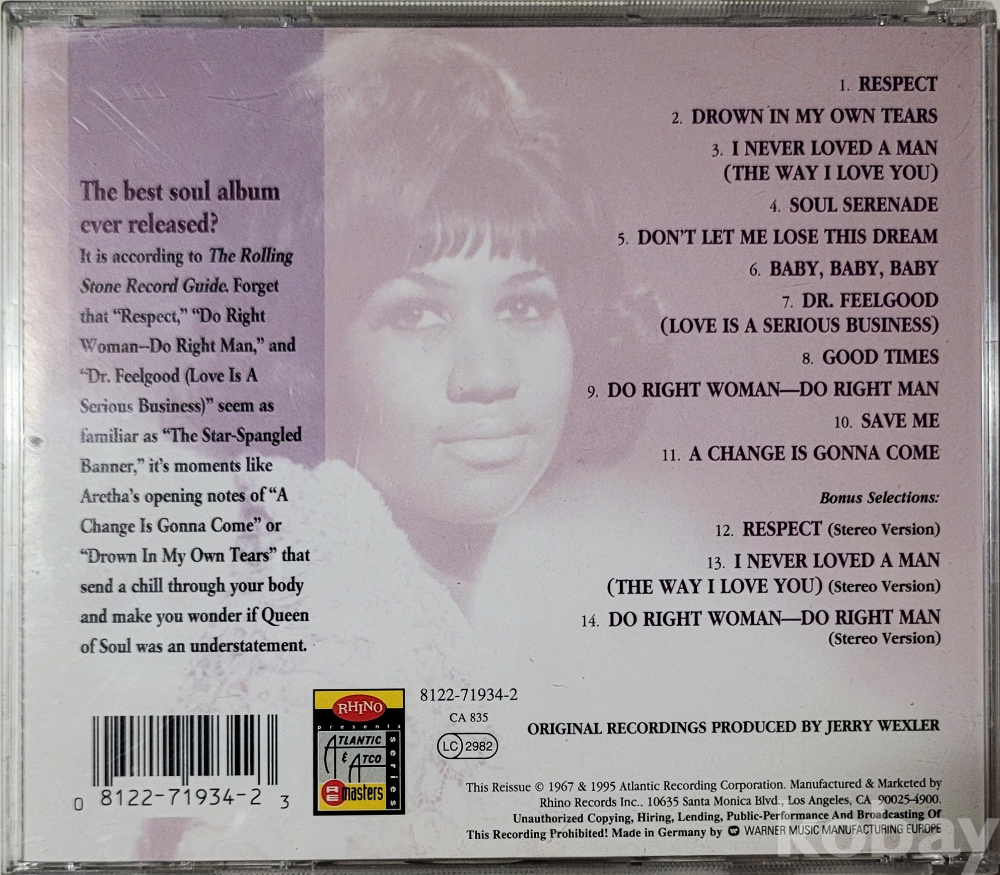 The best soul album
ever released?
It is according to The Rolling
Stone Record Guide. Forget
that “Respect,” “Do Right
Woman–Do Right Man,” and
“Dr. Feelgood (Love Is A
Serious Business)” seem as
familiar as “The Star-Spangled
Banner,” it’s moments like
Aretha’s opening notes of “A
Change Is Gonna Come” or
“Drown In My Own Tears” that
send a chill through your body
and make you wonder if Queen
of Soul was an understatement.
1. RESPECT
2. DROWN IN MY OWN TEARS
3. I NEVER LOVED A MAN
(THE WAY I LOVE YOU)
4. SOUL SERENADE
5. DON’T LET ME LOSE THIS DREAM
6. BABY, BABY, BABY
7. DR. FEELGOOD
(LOVE IS A SERIOUS BUSINESS)
8. GOOD TIMES
9. DO RIGHT WOMAN—DO RIGHT MAN
10. SAVE ME
11. A CHANGE IS GONNA COME
Bonus Selections:
12. RESPECT (Stereo Version)
13. I NEVER LOVED A MAN
(THE WAY I LOVE YOU) (Stereo Version)
14. DO RIGHT WOMAN—DO RIGHT MAN
(Stereo Version)
0 8122-71934-2 3
RHINO
presents
ATLANTIC
& ATCO
REmasters
series
8122-71934-2
CA 835
LC 2982
ORIGINAL RECORDINGS PRODUCED BY JERRY WEXLER
This Reissue © 1967 & 1995 Atlantic Recording Corporation. Manufactured & Marketed by
Rhino Records Inc.. 10635 Santa Monica Blvd., Los Angeles, CA 90025-4900.
Unauthorized Copying, Hiring, Lending, Public-Performance And Broadcasting Of
This Recording Prohibited! Made in Germany by WARNER MUSIC MANUFACTURING EUROPE
kobay